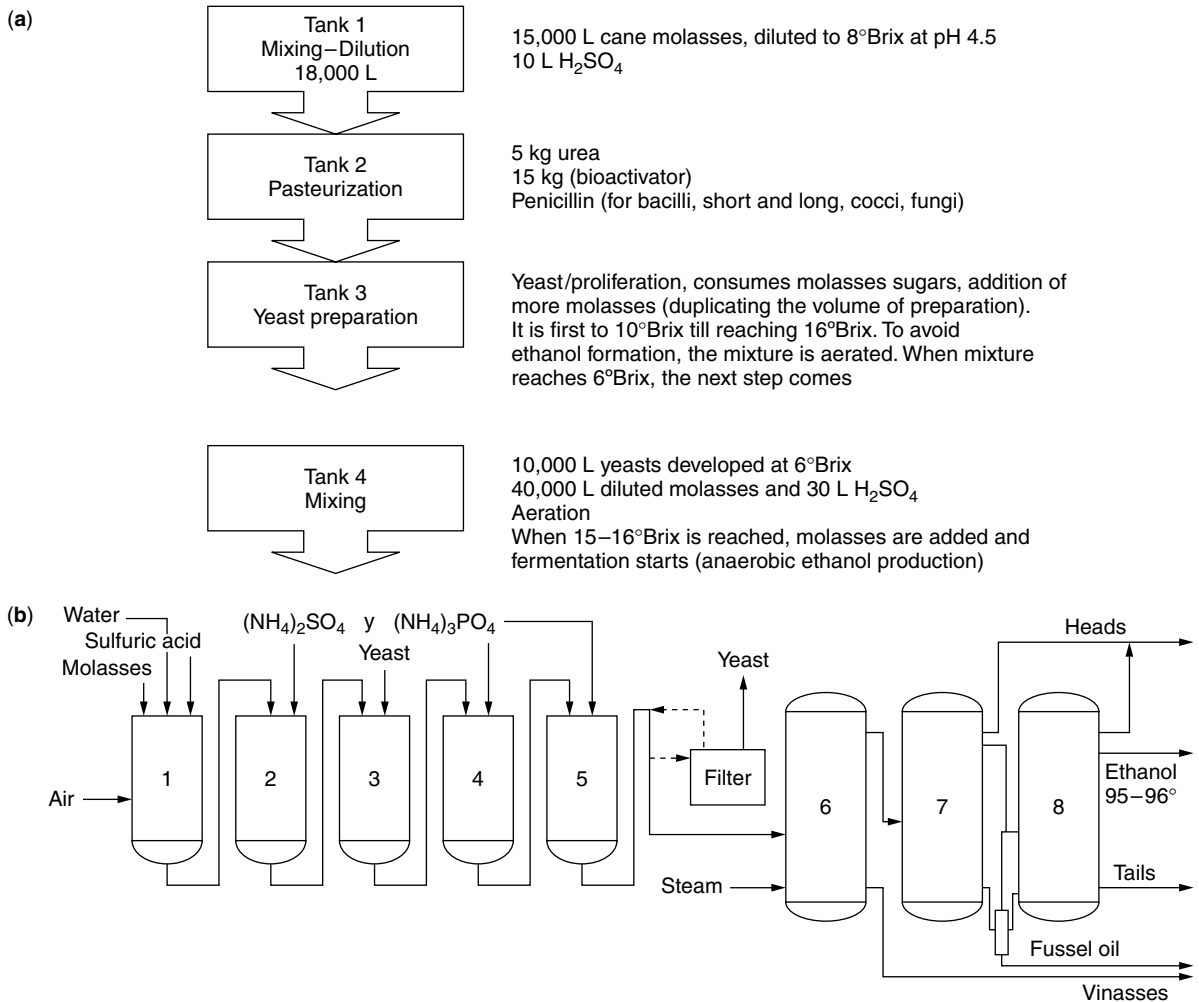 (a)
Tank 1
Mixing–Dilution
18,000 L
15,000 L cane molasses, diluted to 8°Brix at pH 4.5
10 L H₂SO₄
Tank 2
Pasteurization
5 kg urea
15 kg (bioactivator)
Penicillin (for bacilli, short and long, cocci, fungi)
Tank 3
Yeast preparation
Yeast/proliferation, consumes molasses sugars, addition of
more molasses (duplicating the volume of preparation).
It is first to 10°Brix till reaching 16ºBrix. To avoid
ethanol formation, the mixture is aerated. When mixture
reaches 6ºBrix, the next step comes
Tank 4
Mixing
10,000 L yeasts developed at 6°Brix
40,000 L diluted molasses and 30 L H₂SO₄
Aeration
When 15–16°Brix is reached, molasses are added and
fermentation starts (anaerobic ethanol production)
(b)
Water
Sulfuric acid
Molasses
(NH₄)₂SO₄ y (NH₄)₃PO₄
Yeast
Air
1
2
3
4
5
Yeast
Filter
Steam
6
7
8
Heads
Ethanol
95–96°
Tails
Fussel oil
Vinasses